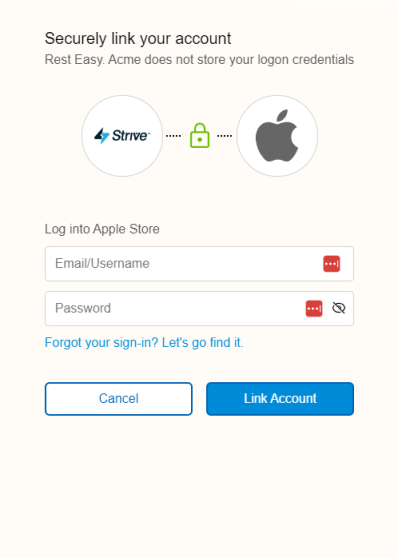 Securely link your account
Rest Easy. Acme does not store your logon credentials
Strive
Log into Apple Store
Email/Username
Password
Forgot your sign-in? Let's go find it.
Cancel
Link Account